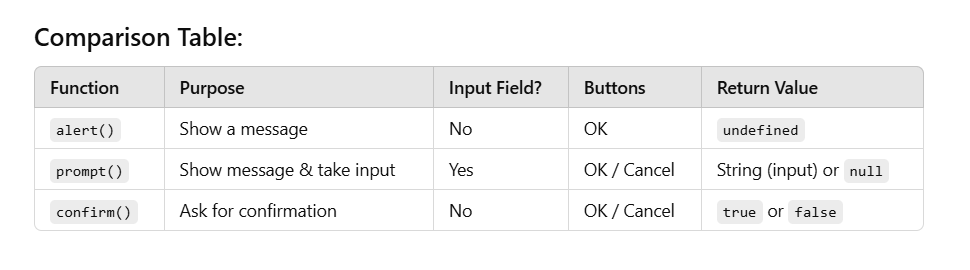 Comparison Table:
Function Purpose Input Field? Buttons Return Value
alert() Show a message No OK undefined
prompt() Show message & take input Yes OK / Cancel String (input) or null
confirm() Ask for confirmation No OK / Cancel true or false